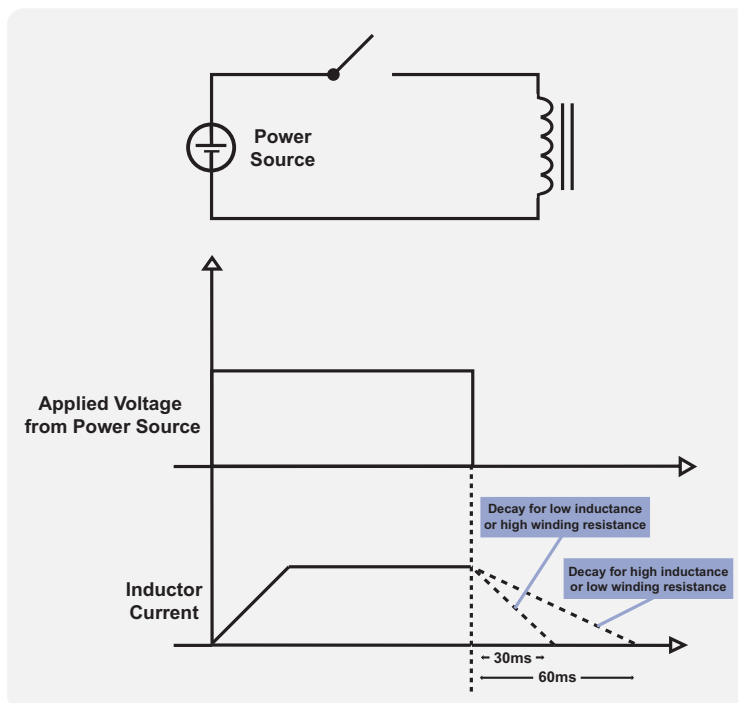 Power
Source
Applied Voltage
from Power Source
Decay for low inductance
or high winding resistance
Decay for high inductance
or low winding resistance
Inductor
Current
30ms
60ms